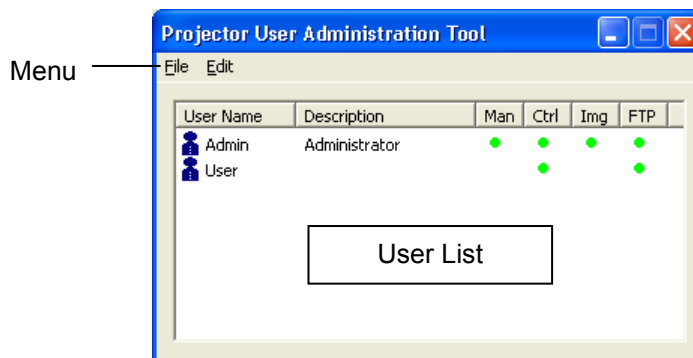 Projector User Administration Tool
Menu
File Edit
User Name Description Man Ctrl Img FTP
Admin Administrator
User
User List